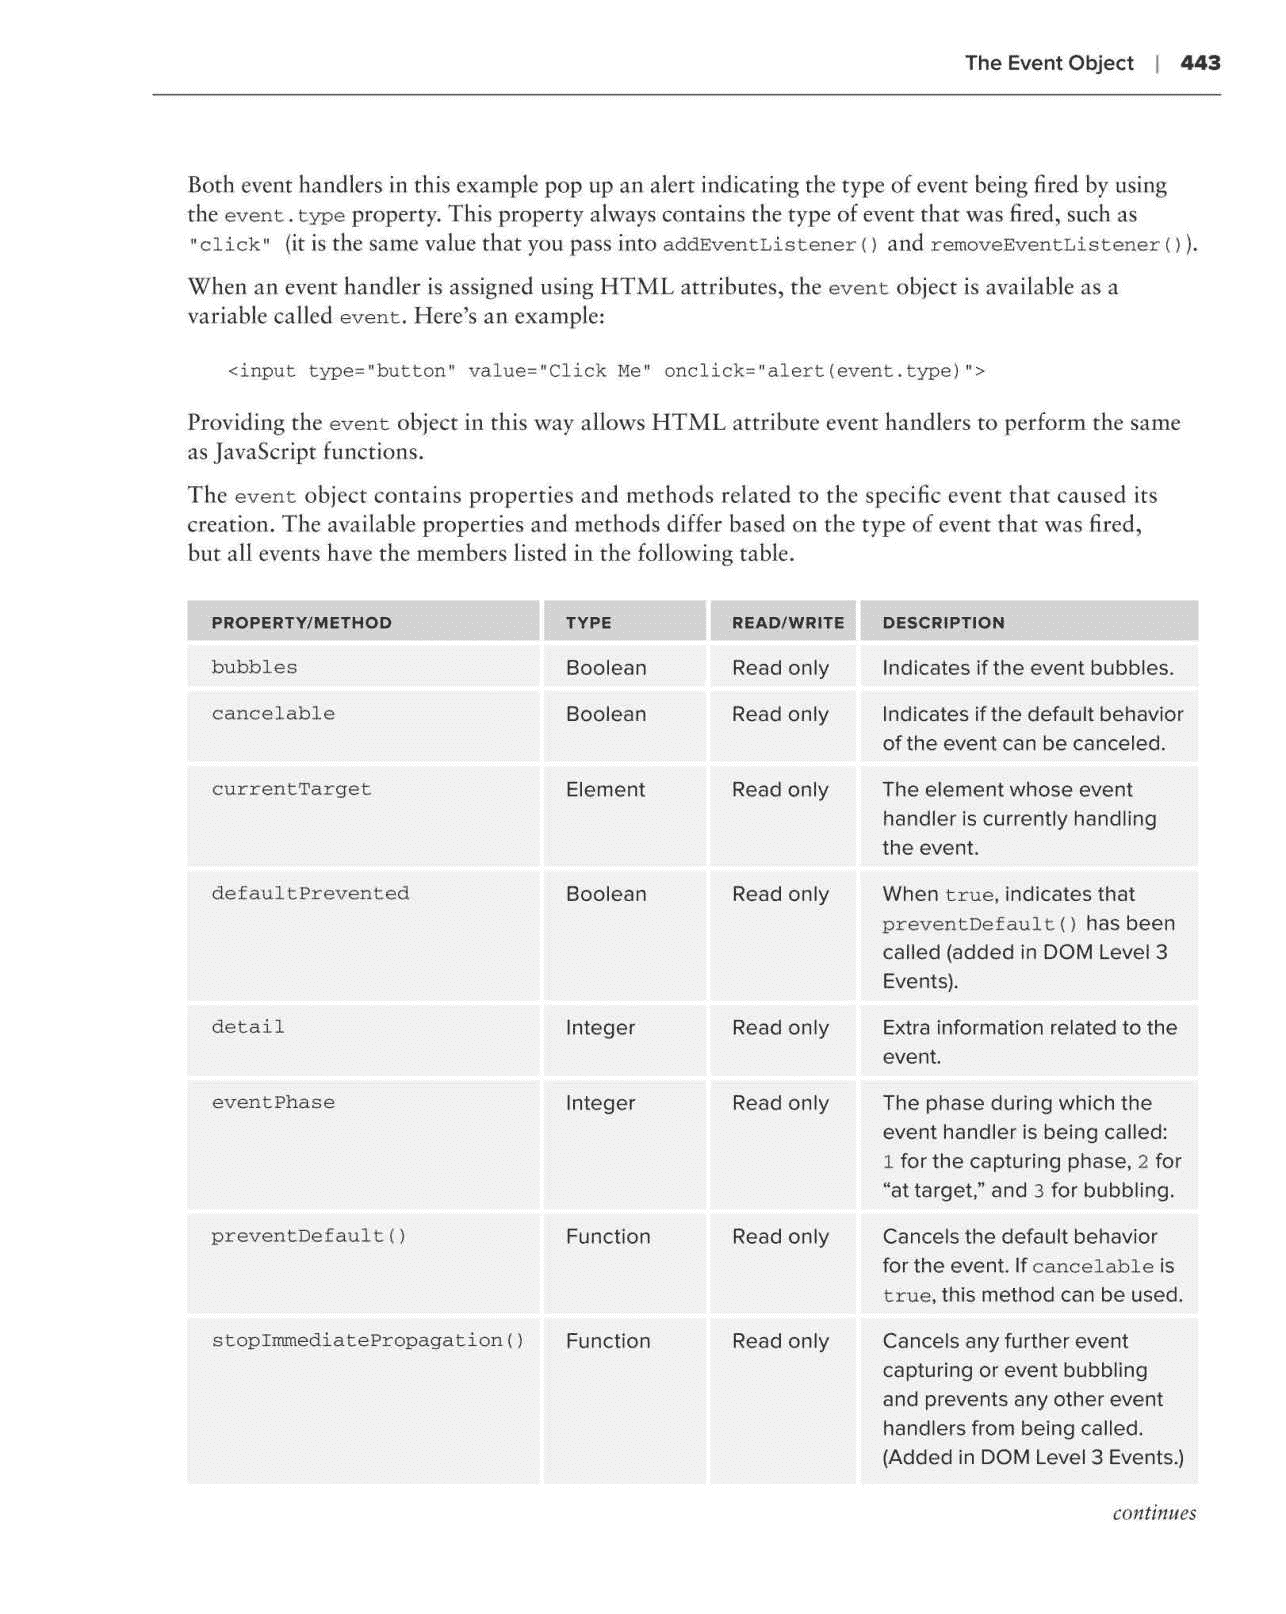 The Event Object | 443
Both event handlers in this example pop up an alert indicating the type of event being fired by using
the event.type property. This property always contains the type of event that was fired, such as
"click" (it is the same value that you pass into addEventListener() and removeEventListener()).
When an event handler is assigned using HTML attributes, the event object is available as a
variable called event. Here’s an example:
<input type="button" value="Click Me" onclick="alert(event.type)">
Providing the event object in this way allows HTML attribute event handlers to perform the same
as JavaScript functions.
The event object contains properties and methods related to the specific event that caused its
creation. The available properties and methods differ based on the type of event that was fired,
but all events have the members listed in the following table.
PROPERTY/METHOD TYPE READ/WRITE DESCRIPTION
bubbles Boolean Read only Indicates if the event bubbles.
cancelable Boolean Read only Indicates if the default behavior
of the event can be canceled.
currentTarget Element Read only The element whose event
handler is currently handling
the event.
defaultPrevented Boolean Read only When true, indicates that
preventDefault() has been
called (added in DOM Level 3
Events).
detail Integer Read only Extra information related to the
event.
eventPhase Integer Read only The phase during which the
event handler is being called:
1 for the capturing phase, 2 for
“at target,” and 3 for bubbling.
preventDefault() Function Read only Cancels the default behavior
for the event. If cancelable is
true, this method can be used.
stopImmediatePropagation() Function Read only Cancels any further event
capturing or event bubbling
and prevents any other event
handlers from being called.
(Added in DOM Level 3 Events.)
continues